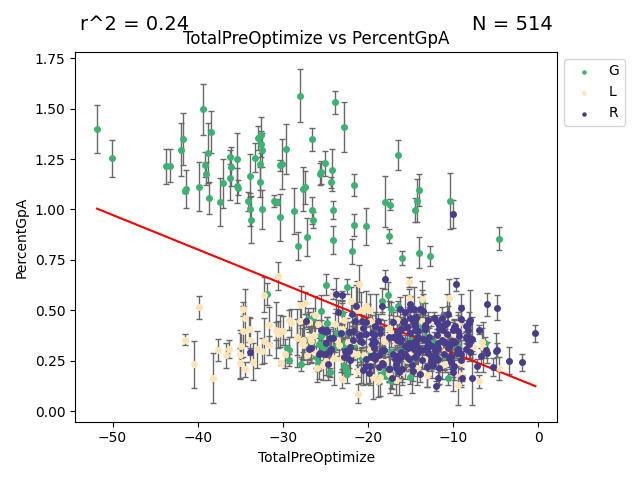 r^2 = 0.24
N = 514
TotalPreOptimize vs PercentGpA
1.75
1.50
1.25
1.00
0.75
0.50
0.25
0.00
PercentGpA
−50
−40
−30
−20
−10
0
TotalPreOptimize
G
L
R